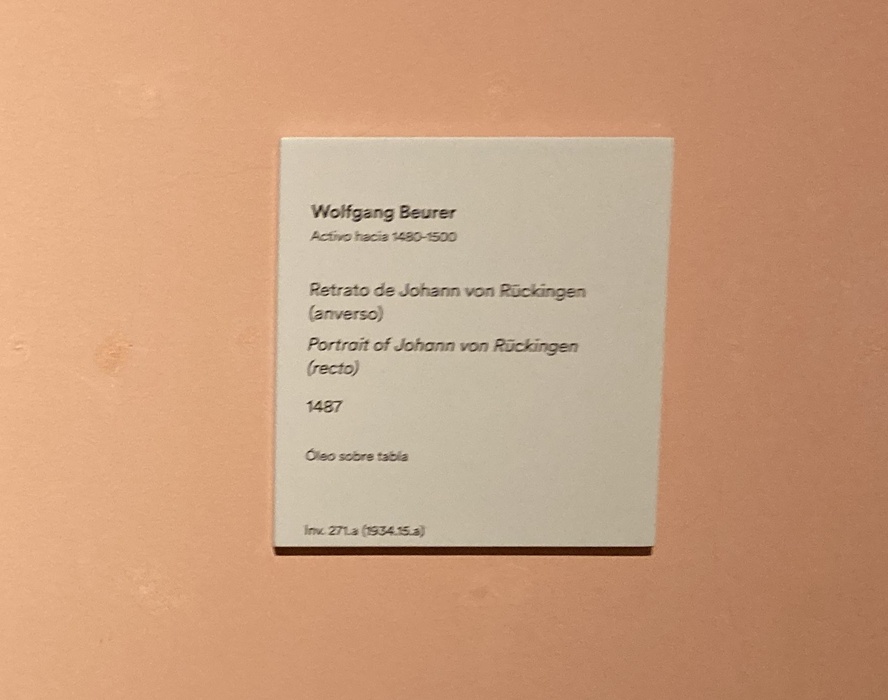 Wolfgang Beurer
Activo hacia 1480-1500
Retrato de Johann von Rückingen
(anverso)
Portrait of Johann von Rückingen
(recto)
1487
Óleo sobre tabla
Inv. 271.a (1934.15.a)